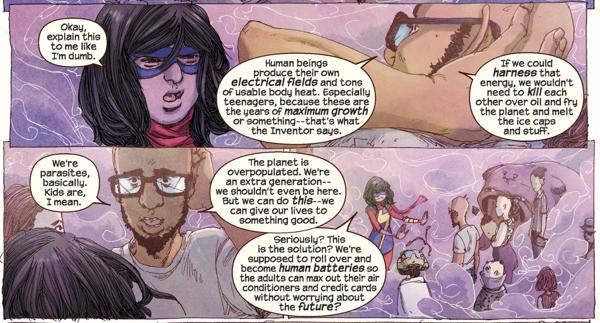 Okay,
explain this
to me like
I'm dumb.
Human beings
produce their own
electrical fields and tons
of usable body heat. Especially
teenagers, because these are
the years of maximum growth
or something--that's what
the Inventor says.
If we could
harness that
energy, we wouldn't
need to kill each
other over oil and fry
the planet and melt
the ice caps
and stuff.
We're
parasites,
basically.
Kids are,
I mean.
The planet is
overpopulated. We're
an extra generation--
we shouldn't even be here.
But we can do this--we
can give our lives to
something good.
Seriously? This
is the solution? We're
supposed to roll over and
become human batteries so
the adults can max out their air
conditioners and credit cards
without worrying about
the future?